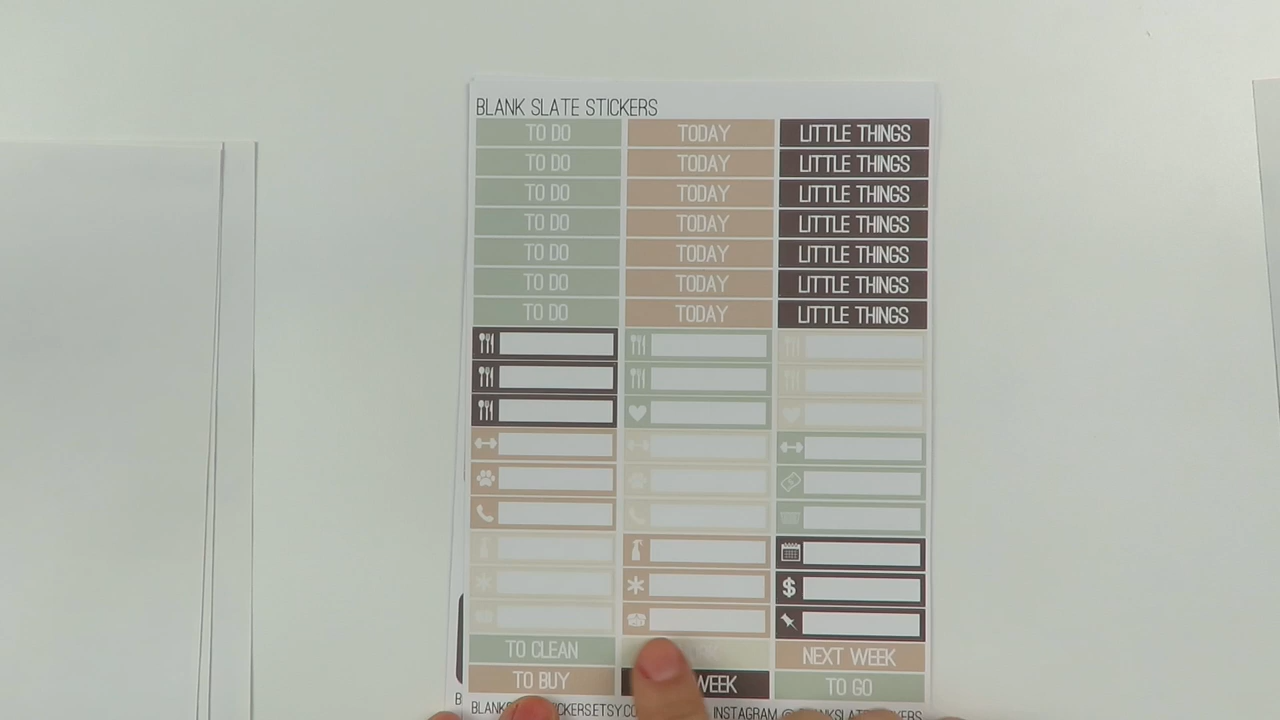 BLANK SLATE STICKERS
TO DO TODAY LITTLE THINGS
TO DO TODAY LITTLE THINGS
TO DO TODAY LITTLE THINGS
TO DO TODAY LITTLE THINGS
TO DO TODAY LITTLE THINGS
TO DO TODAY LITTLE THINGS
TO DO TODAY LITTLE THINGS
$
TO CLEAN NEXT WEEK
TO BUY WEEK TO GO
INSTAGRAM @